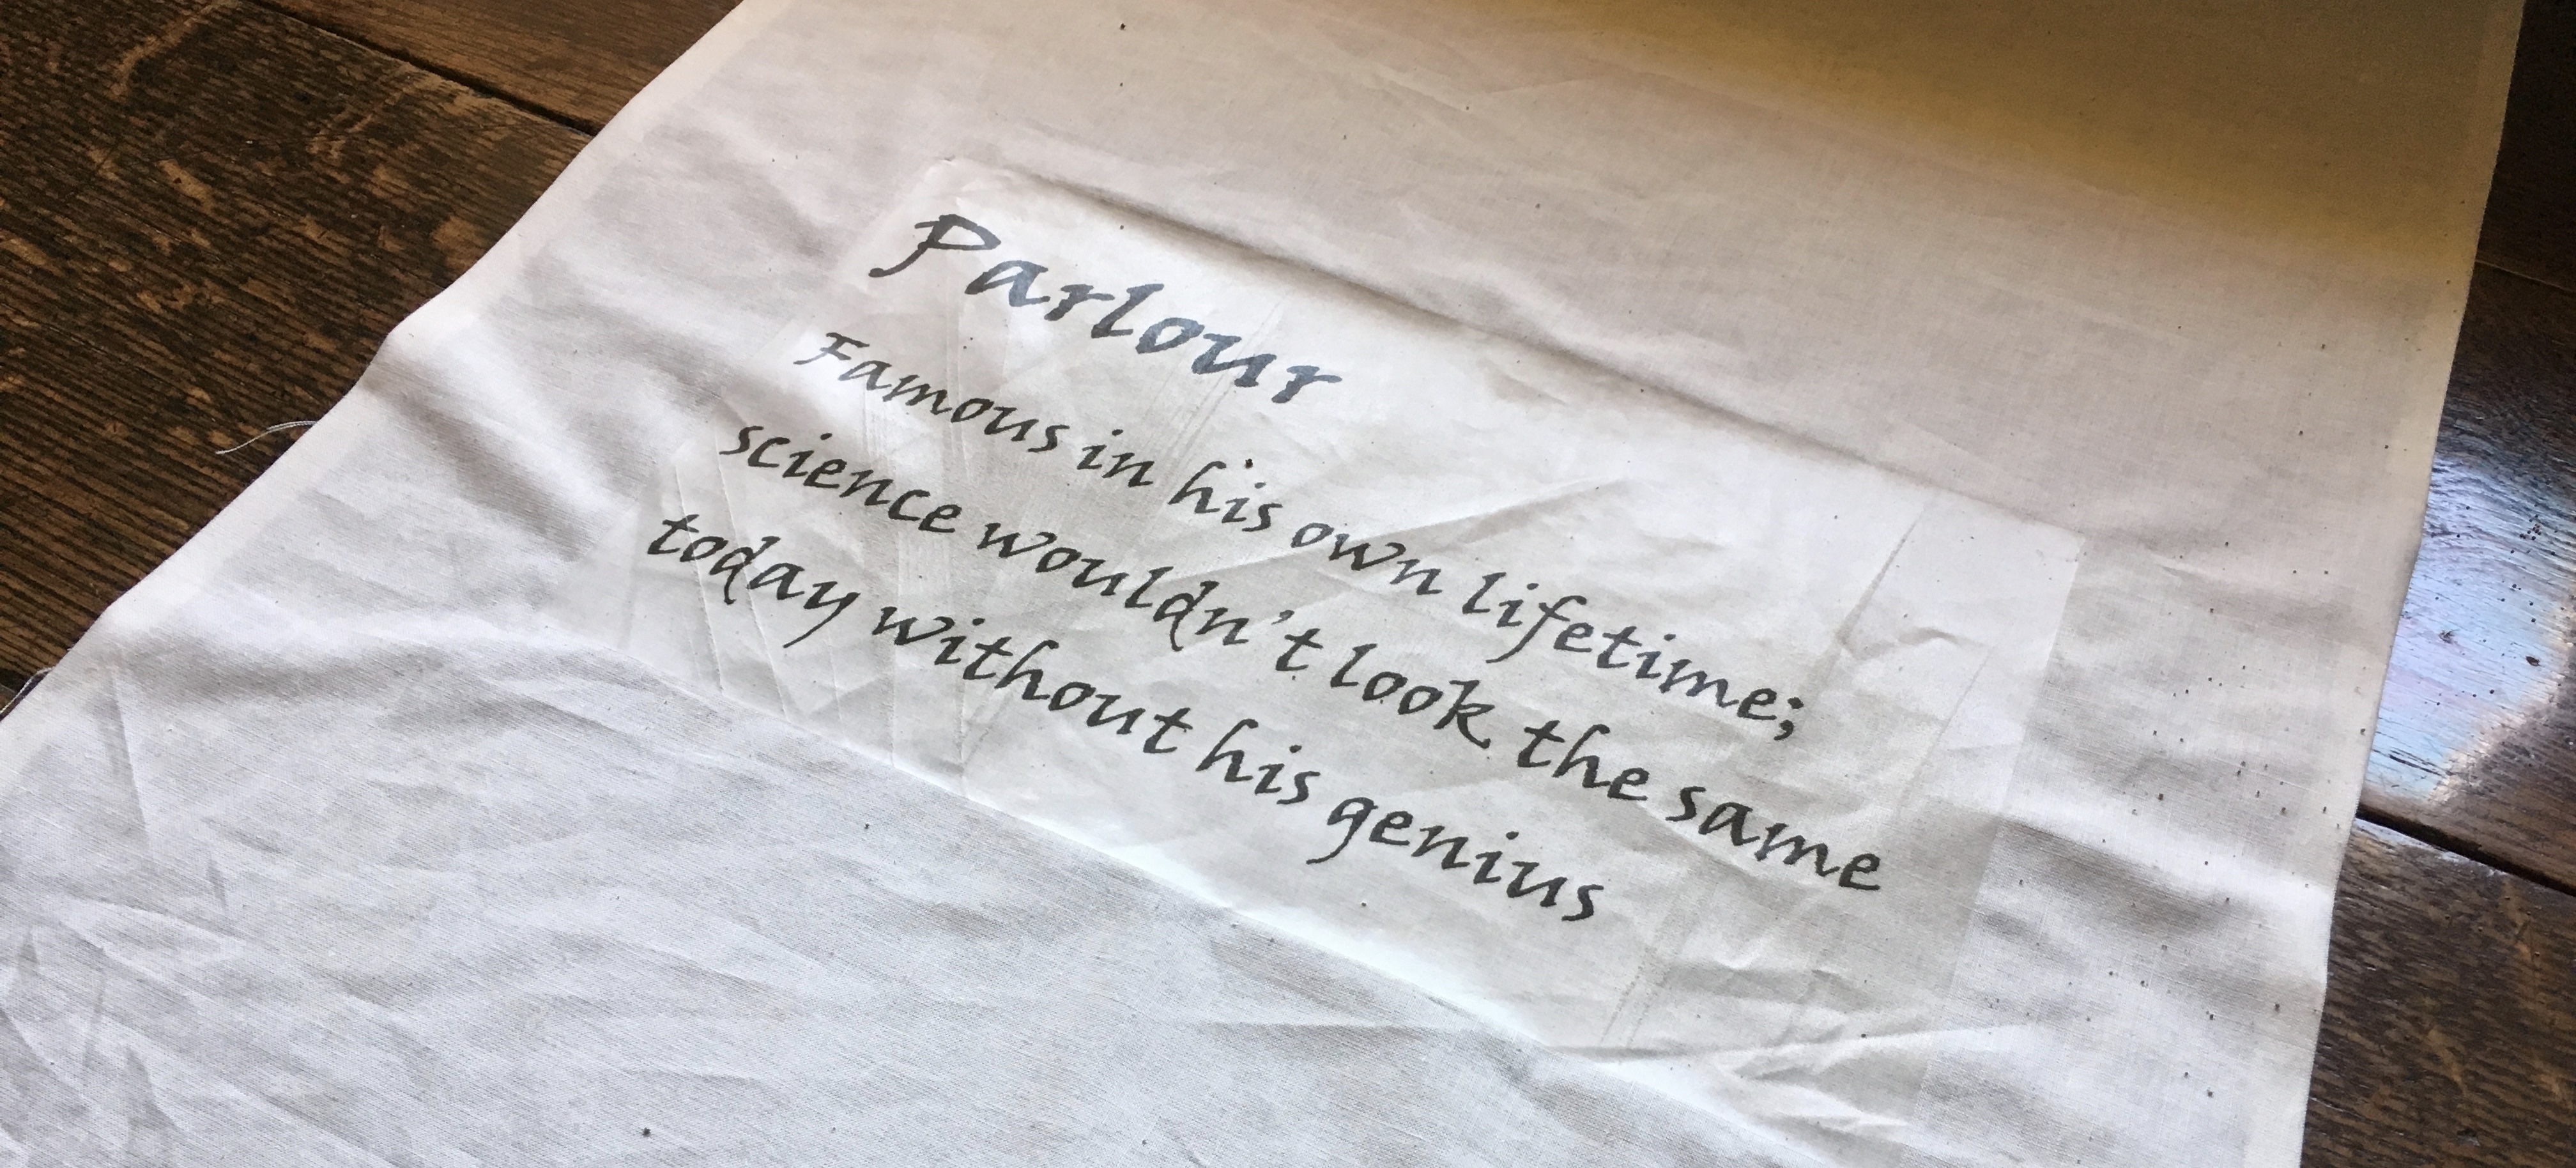 Parlour
Famous in his own lifetime;
science wouldn't look the same
today without his genius